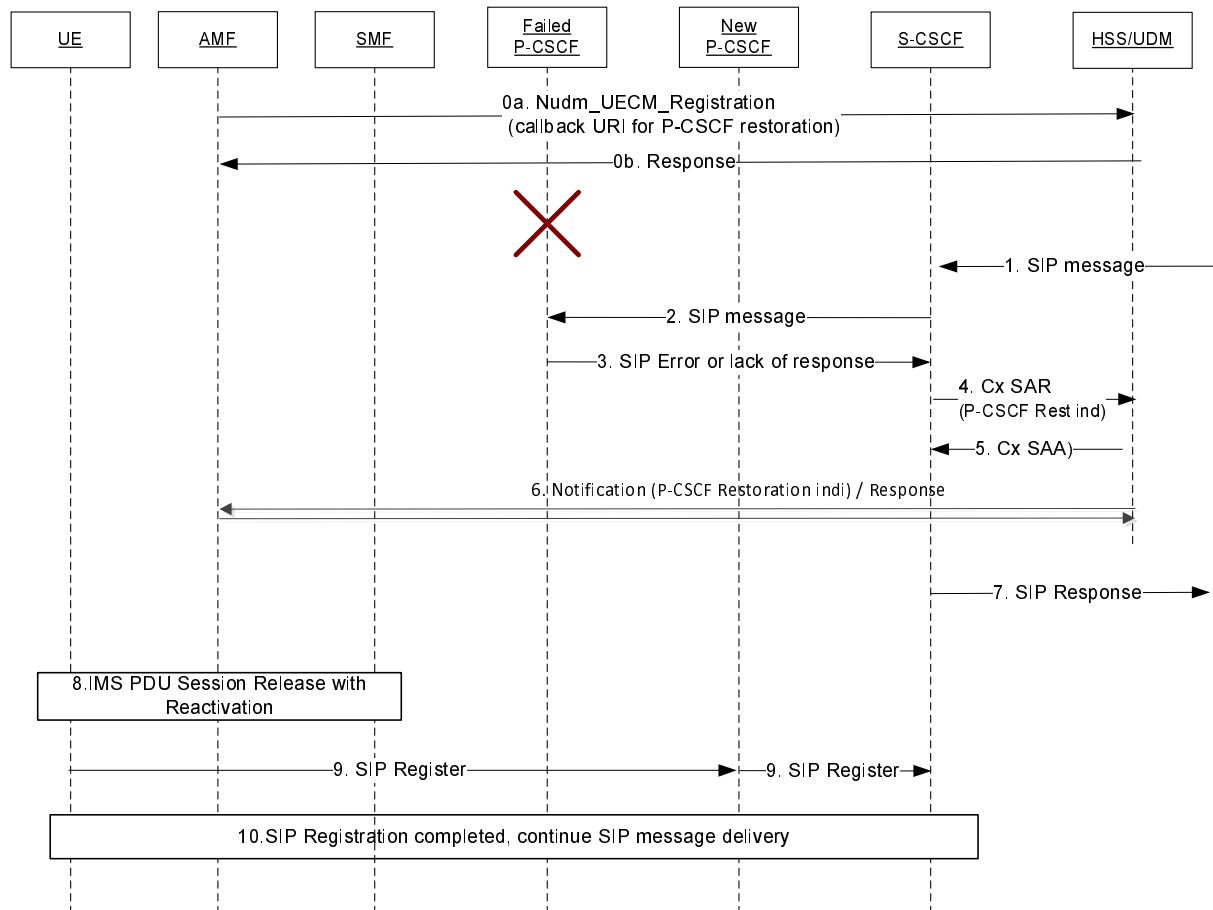 UE
AMF
SMF
Failed
P-CSCF
New
P-CSCF
S-CSCF
HSS/UDM
0a. Nudm_UECM_Registration
(callback URI for P-CSCF restoration)
0b. Response
1. SIP message
2. SIP message
3. SIP Error or lack of response
4. Cx SAR
(P-CSCF Rest ind)
5. Cx SAA)
6. Notification (P-CSCF Restoration indi) / Response
7. SIP Response
8.IMS PDU Session Release with
Reactivation
9. SIP Register
9. SIP Register
10.SIP Registration completed, continue SIP message delivery